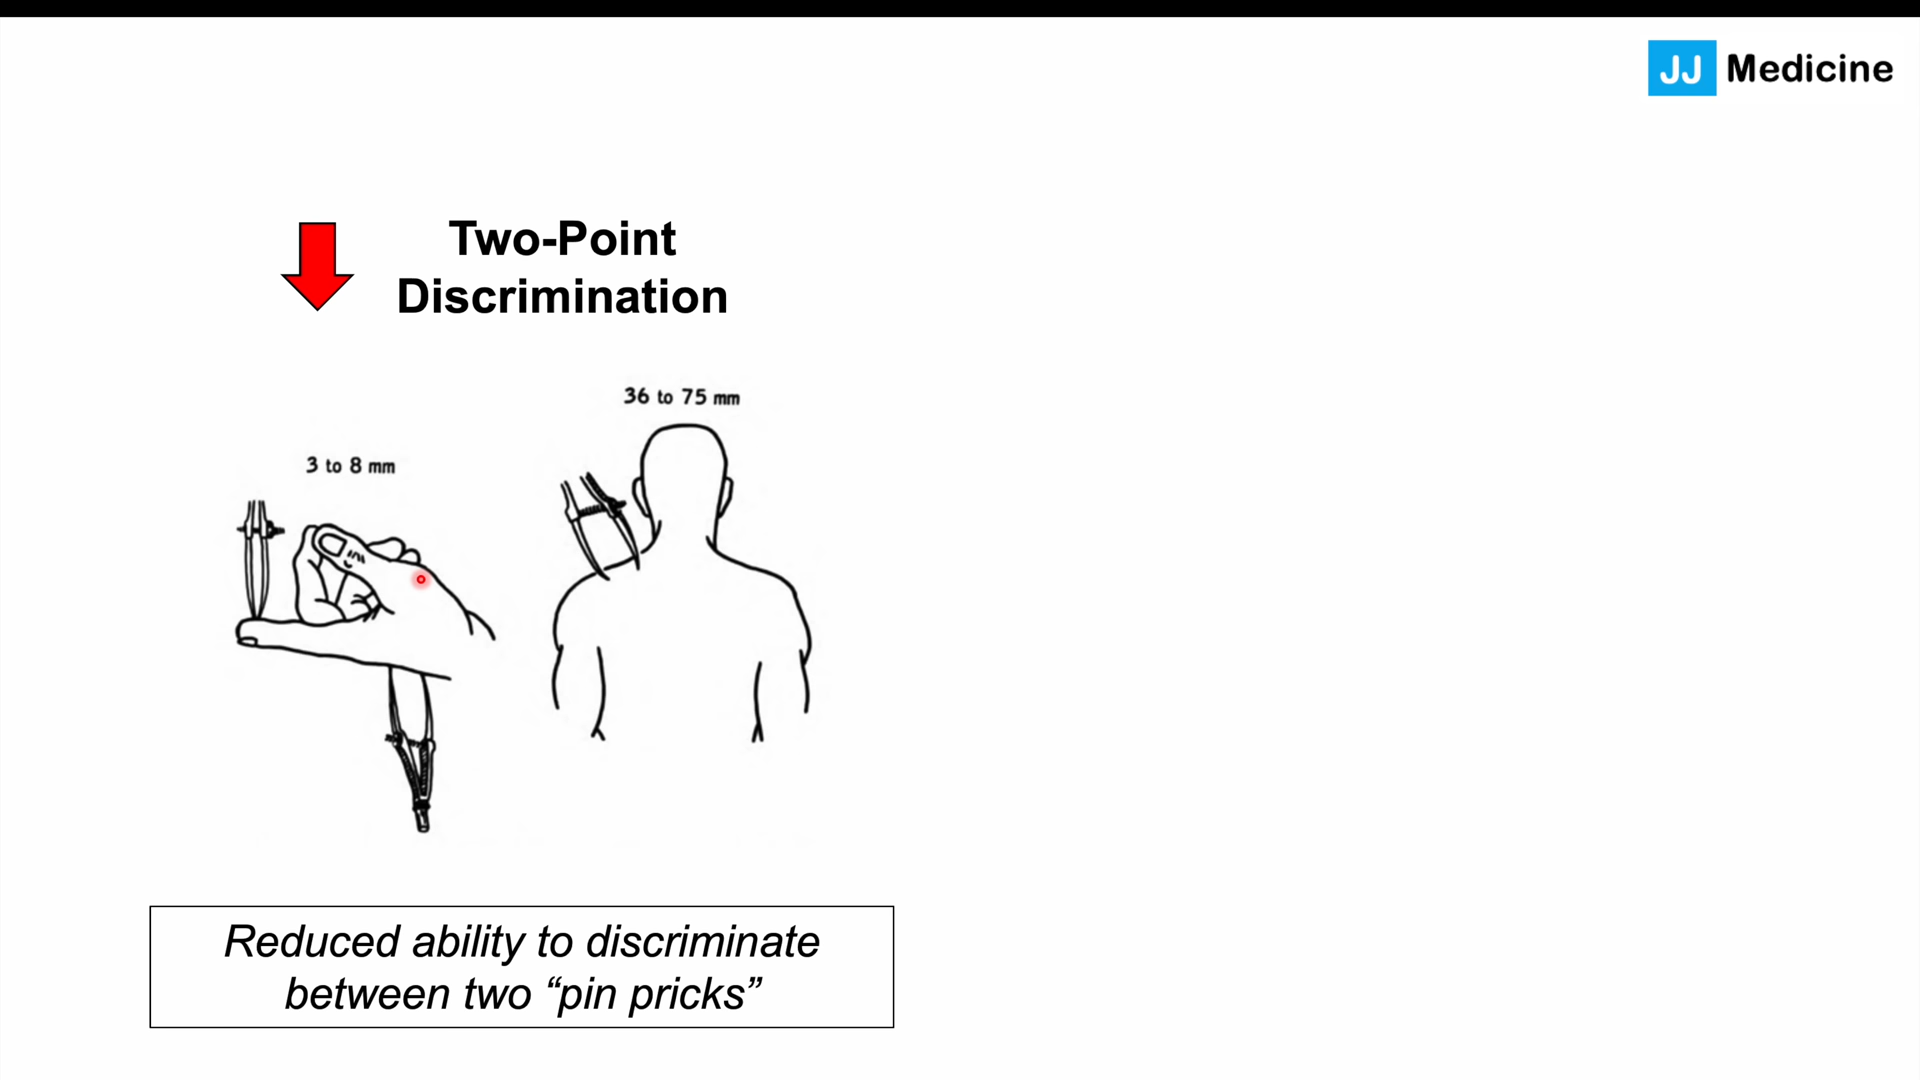 JJ Medicine
Two-Point
Discrimination
36 to 75 mm
3 to 8 mm
Reduced ability to discriminate
between two “pin pricks”